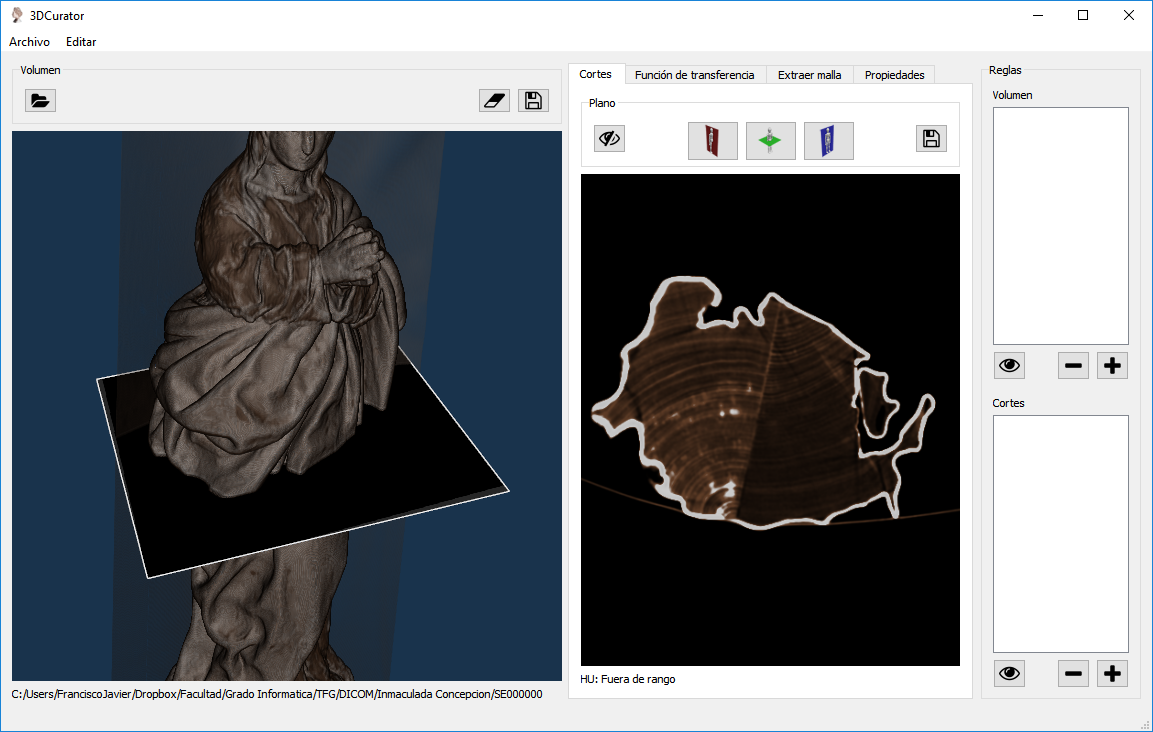 3DCurator
Archivo Editar
Volumen
C:/Users/FranciscoJavier/Dropbox/Facultad/Grado Informatica/TFG/DICOM/Inmaculada Concepcion/SE000000
Cortes Función de transferencia Extraer malla Propiedades
Plano
HU: Fuera de rango
Reglas
Volumen
Cortes